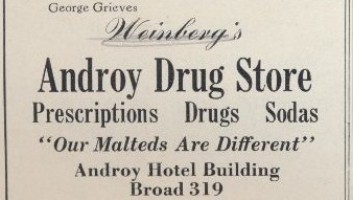 George Grieves
Weinberg's
Androy Drug Store
Prescriptions Drugs Sodas
"Our Malteds Are Different"
Androy Hotel Building
Broad 319